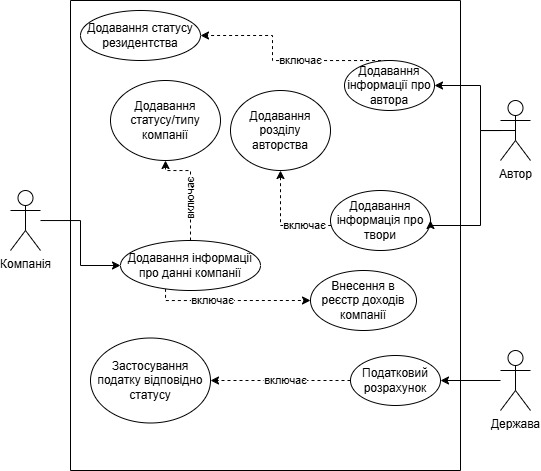 Додавання статусу
резидентства
включає
Додавання
інформації про
автора
Автор
Додавання
статусу/типу
компанії
Додавання
розділу
авторства
включає
Додавання
інформація про
твори
включає
Компанія
Додавання інформації
про данні компанії
включає
Внесення в
реєстр доходів
компанії
Застосування
податку відповідно
статусу
включає
Податковий
розрахунок
Держава